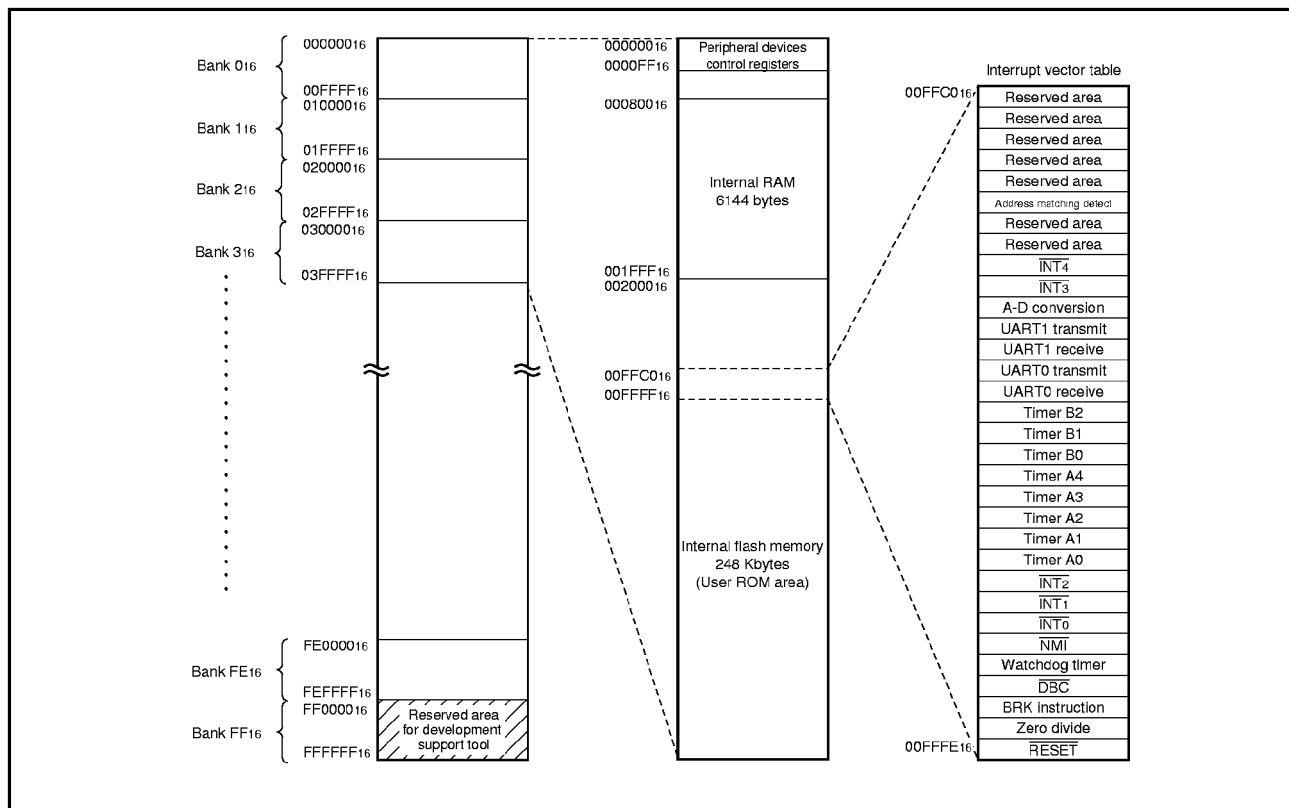 Bank 016
00000016
00FFFF16
Bank 116
01000016
01FFFF16
Bank 216
02000016
02FFFF16
Bank 316
03000016
03FFFF16
Bank FE16
FE000016
FEFFFF16
Bank FF16
FF000016
FFFFFF16
Reserved area
for development
support tool
00000016
0000FF16
00080016
001FFF16
00200016
00FFC016
00FFFF16
Peripheral devices
control registers
Internal RAM
6144 bytes
Internal flash memory
248 Kbytes
(User ROM area)
Interrupt vector table
00FFC016
Reserved area
Reserved area
Reserved area
Reserved area
Reserved area
Address matching detect
Reserved area
Reserved area
INT4
INT3
A-D conversion
UART1 transmit
UART1 receive
UART0 transmit
UART0 receive
Timer B2
Timer B1
Timer B0
Timer A4
Timer A3
Timer A2
Timer A1
Timer A0
INT2
INT1
INT0
NMI
Watchdog timer
DBC
BRK instruction
Zero divide
00FFFE16
RESET